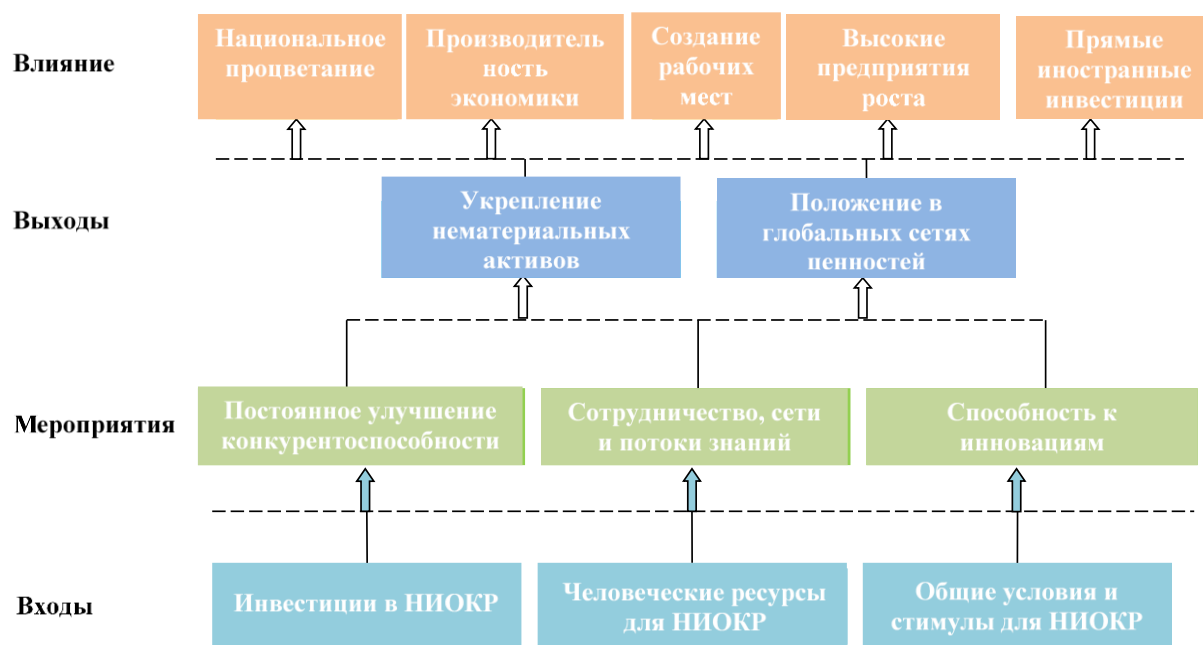 Влияние
Национальное
процветание
Производитель
ность
экономики
Создание
рабочих
мест
Высокие
предприятия
роста
Прямые
иностранные
инвестиции
Выходы
Укрепление
нематериальных
активов
Положение в
глобальных сетях
пенностей
Мероприятия
Постоянное улучшение
конкурентоспособности
Сотрудничество, сети
и потоки знаний
Способность к
инновациям
Входы
Инвестиции в НИОКР
Человеческие ресурсы
для НИОКР
Общие условия и
стимулы для НИОКР